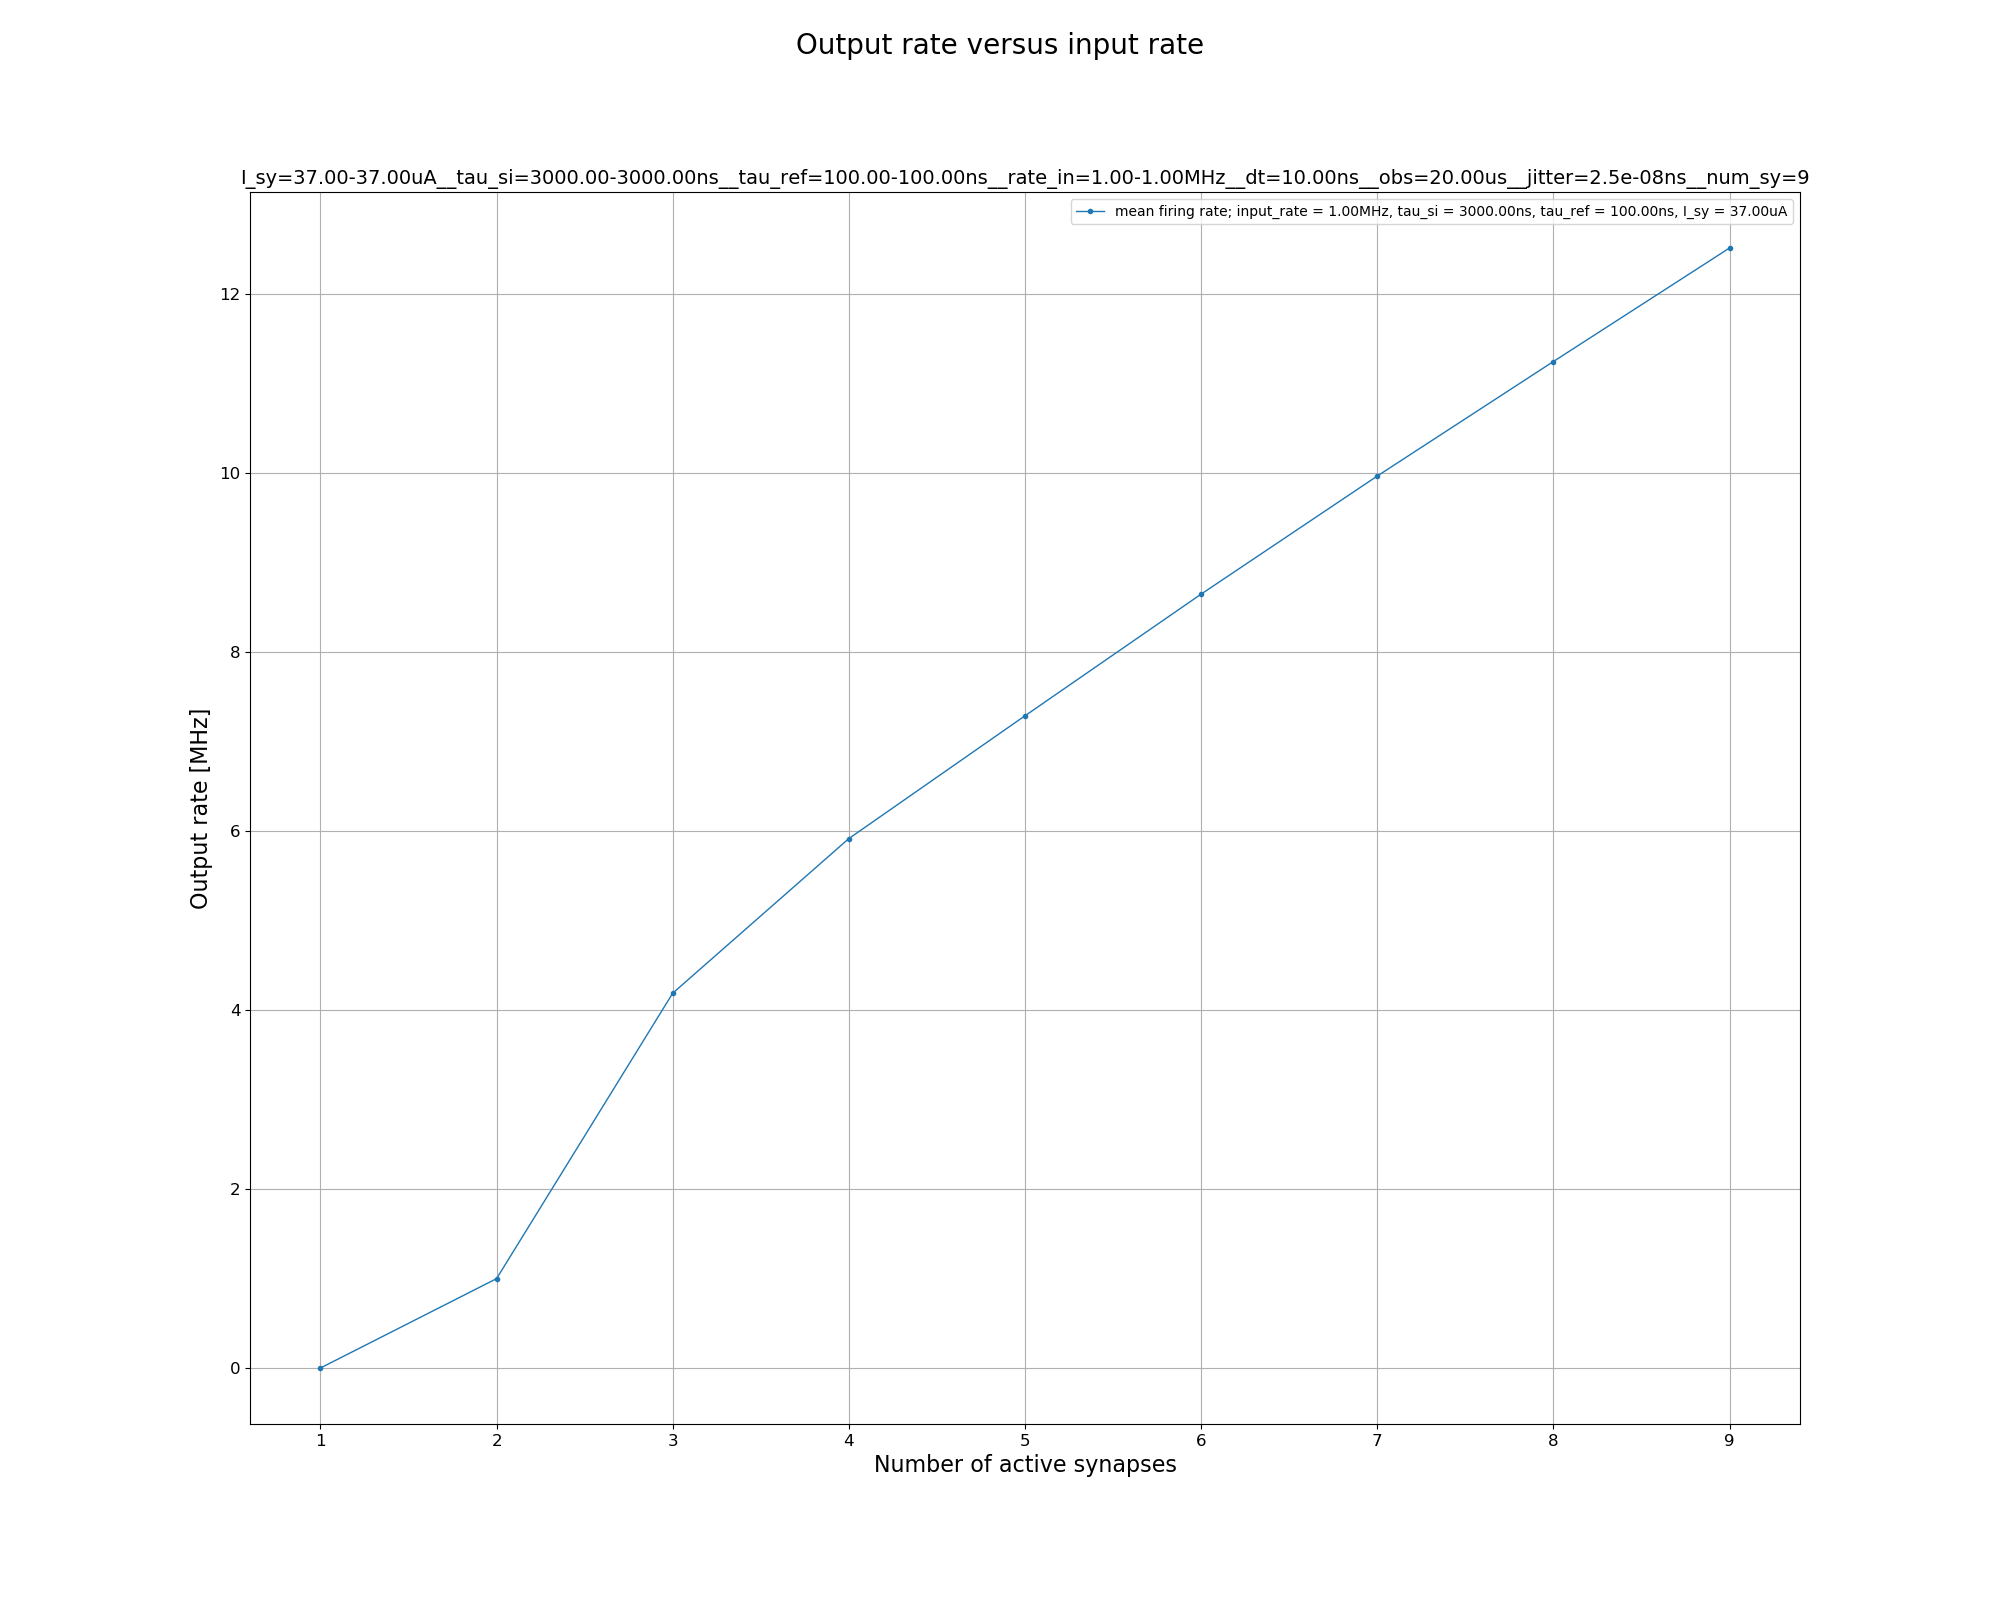 Output rate versus input rate
I_sy=37.00-37.00uA__tau_si=3000.00-3000.00ns__tau_ref=100.00-100.00ns__rate_in=1.00-1.00MHz__dt=10.00ns__obs=20.00us__jitter=2.5e-08ns__num_sy=9
mean firing rate; input_rate = 1.00MHz, tau_si = 3000.00ns, tau_ref = 100.00ns, I_sy = 37.00uA
12
10
8
6
4
2
0
Output rate [MHz]
1 2 3 4 5 6 7 8 9
Number of active synapses